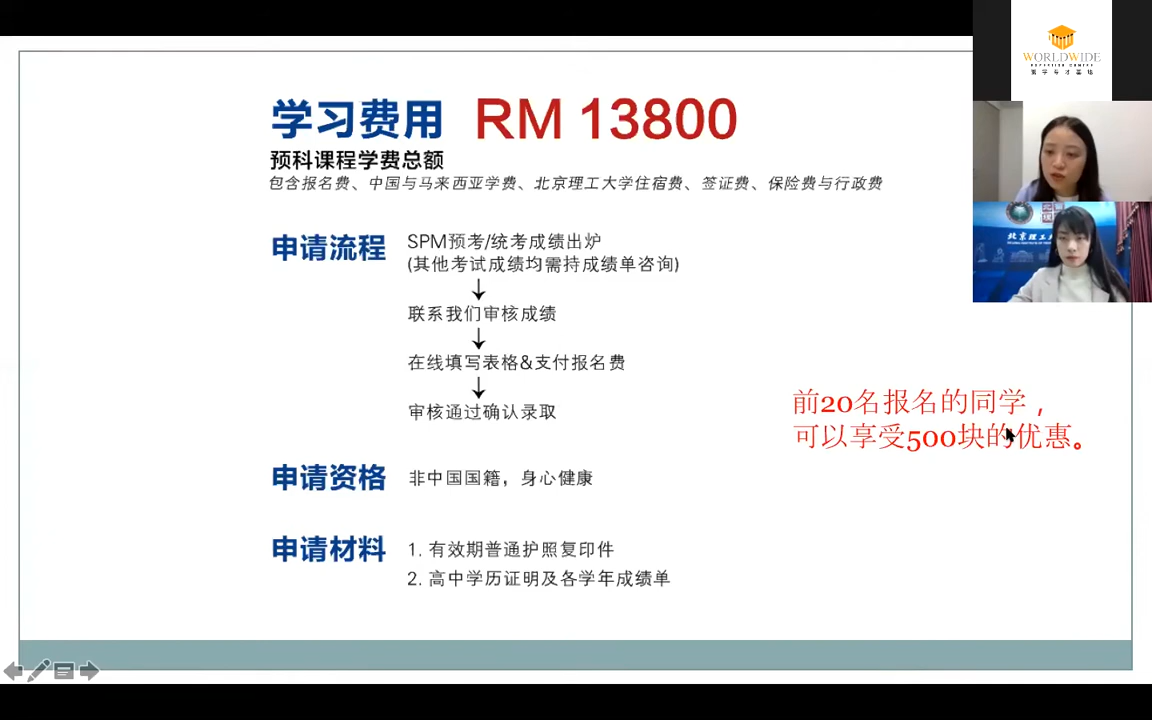 学习费用 RM 13800
预科课程学费总额
包含报名费、中国与马来西亚学费、北京理工大学住宿费、签证费、保险费与行政费
申请流程
SPM预考/统考成绩出炉
(其他考试成绩均需持成绩单咨询)
↓
联系我们审核成绩
↓
在线填写表格&支付报名费
↓
审核通过确认录取
前20名报名的同学，
可以享受500块的优惠。
申请资格 非中国国籍，身心健康
申请材料 1. 有效期普通护照复印件
2. 高中学历证明及各学年成绩单
WORLDWIDE
北京理工大